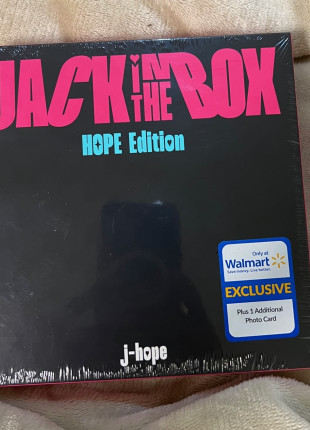 JACK IN THE BOX
HOPE Edition
Only at
Walmart
Save money. Live better.
EXCLUSIVE
Plus 1 Additional
Photo Card
j-hope